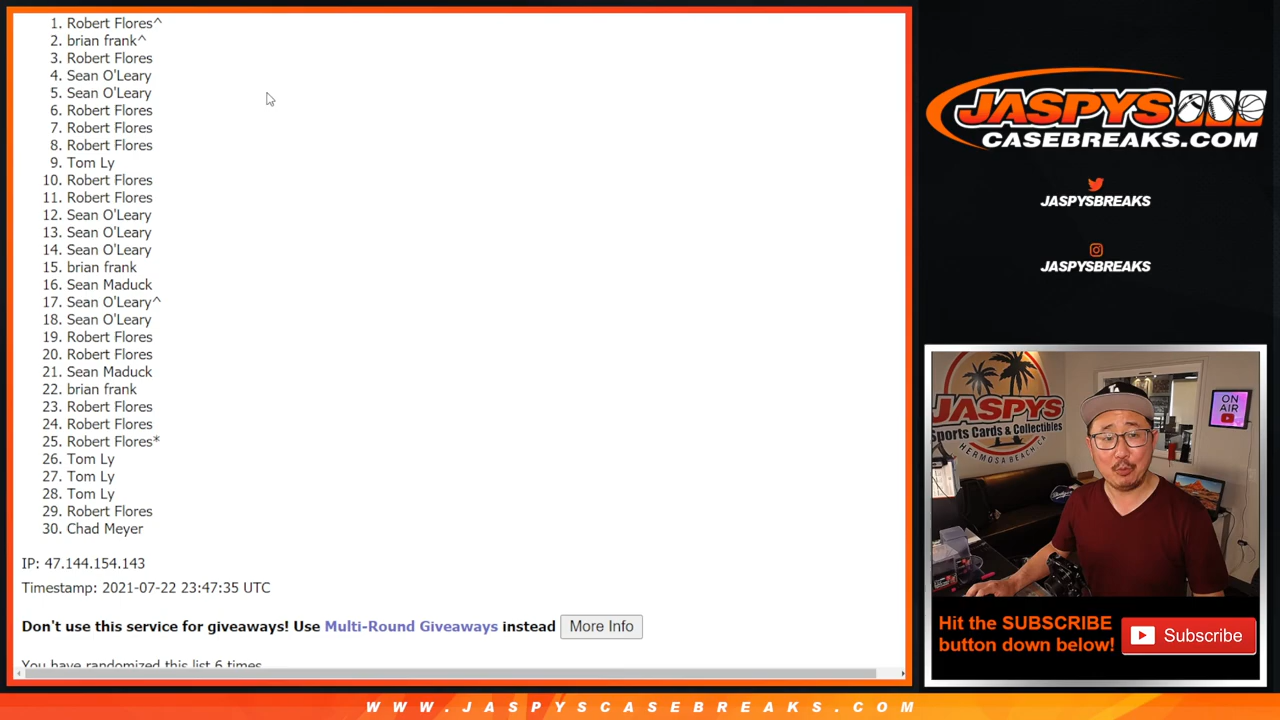 1. Robert Flores^
2. brian frank^
3. Robert Flores
4. Sean O'Leary
5. Sean O'Leary
6. Robert Flores
7. Robert Flores
8. Robert Flores
9. Tom Ly
10. Robert Flores
11. Robert Flores
12. Sean O'Leary
13. Sean O'Leary
14. Sean O'Leary
15. brian frank
16. Sean Maduck
17. Sean O'Leary^
18. Sean O'Leary
19. Robert Flores
20. Robert Flores
21. Sean Maduck
22. brian frank
23. Robert Flores
24. Robert Flores
25. Robert Flores*
26. Tom Ly
27. Tom Ly
28. Tom Ly
29. Robert Flores
30. Chad Meyer
IP: 47.144.154.143
Timestamp: 2021-07-22 23:47:35 UTC
Don't use this service for giveaways! Use Multi-Round Giveaways instead More Info
You have randomized this list 6 times
JASPYS
CASEBREAKS.COM
JASPYSBREAKS
JASPYSBREAKS
JASPYS
Sports Cards & Collectibles
HERMOSA BEACH, CA
ON AIR
Hit the SUBSCRIBE
button down below!
Subscribe
WWW.JASPYSCASEBREAKS.COM